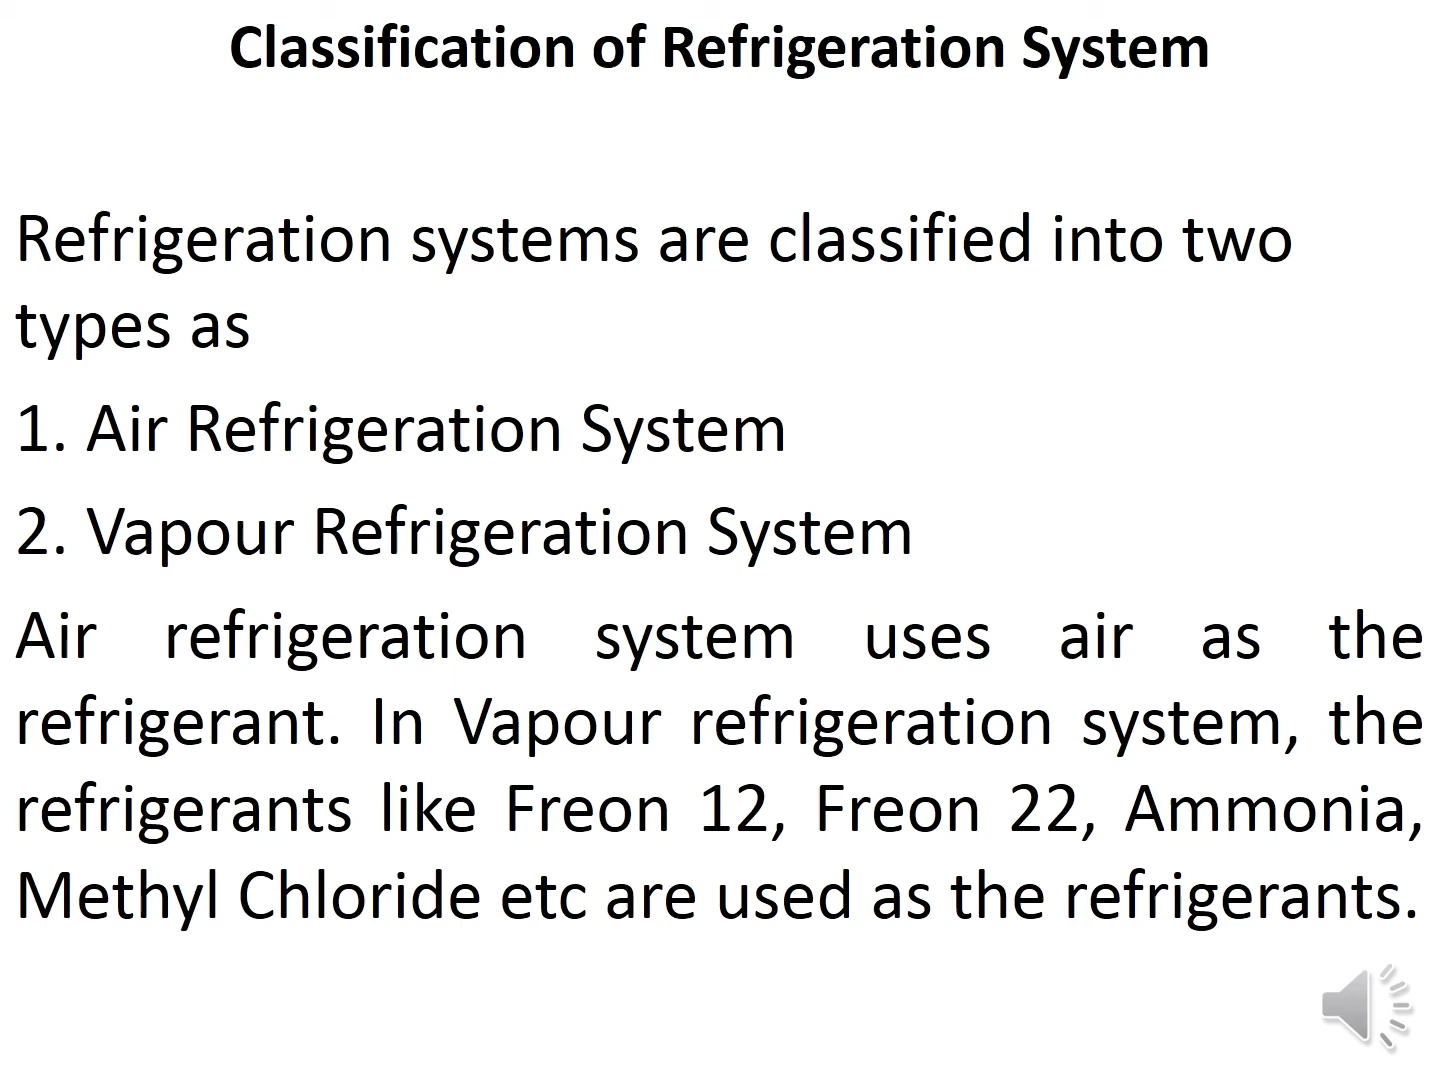 Classification of Refrigeration System
Refrigeration systems are classified into two
types as
1. Air Refrigeration System
2. Vapour Refrigeration System
Air refrigeration system uses air as the
refrigerant. In Vapour refrigeration system, the
refrigerants like Freon 12, Freon 22, Ammonia,
Methyl Chloride etc are used as the refrigerants.